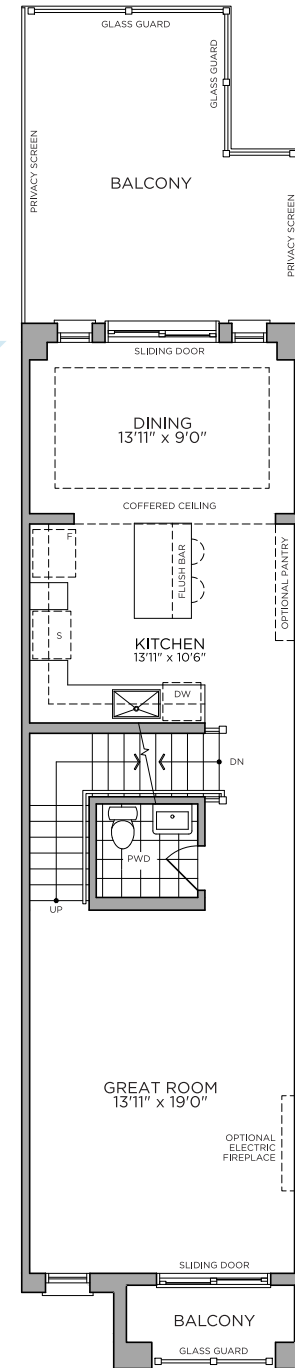 GLASS GUARD
GLASS GUARD
PRIVACY SCREEN
BALCONY
PRIVACY SCREEN
SLIDING DOOR
DINING
13'11" x 9'0"
COFFERED CEILING
F
FLUSH BAR
OPTIONAL PANTRY
S
KITCHEN
13'11" x 10'6"
DW
DN
PWD
UP
GREAT ROOM
13'11" x 19'0"
OPTIONAL
ELECTRIC
FIREPLACE
SLIDING DOOR
BALCONY
GLASS GUARD